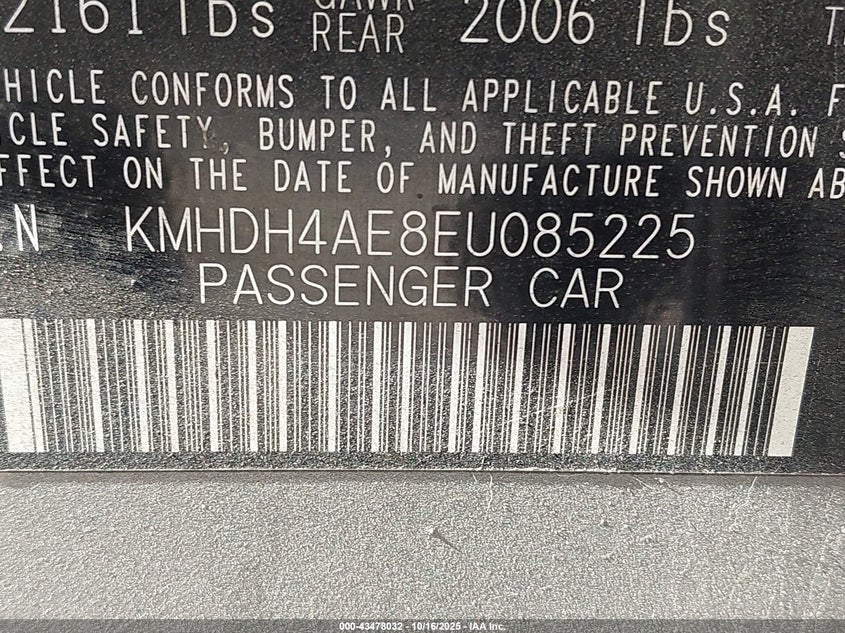 2161 lbs GAWR REAR 2006 lbs
HICLE CONFORMS TO ALL APPLICABLE U.S.A. F
ICLE SAFETY, BUMPER, AND THEFT PREVENTION S
FFECT ON THE DATE OF MANUFACTURE SHOWN AB
.N KMHDH4AE8EU085225
PASSENGER CAR
000-43478032 - 10/16/2025 - IAA Inc.